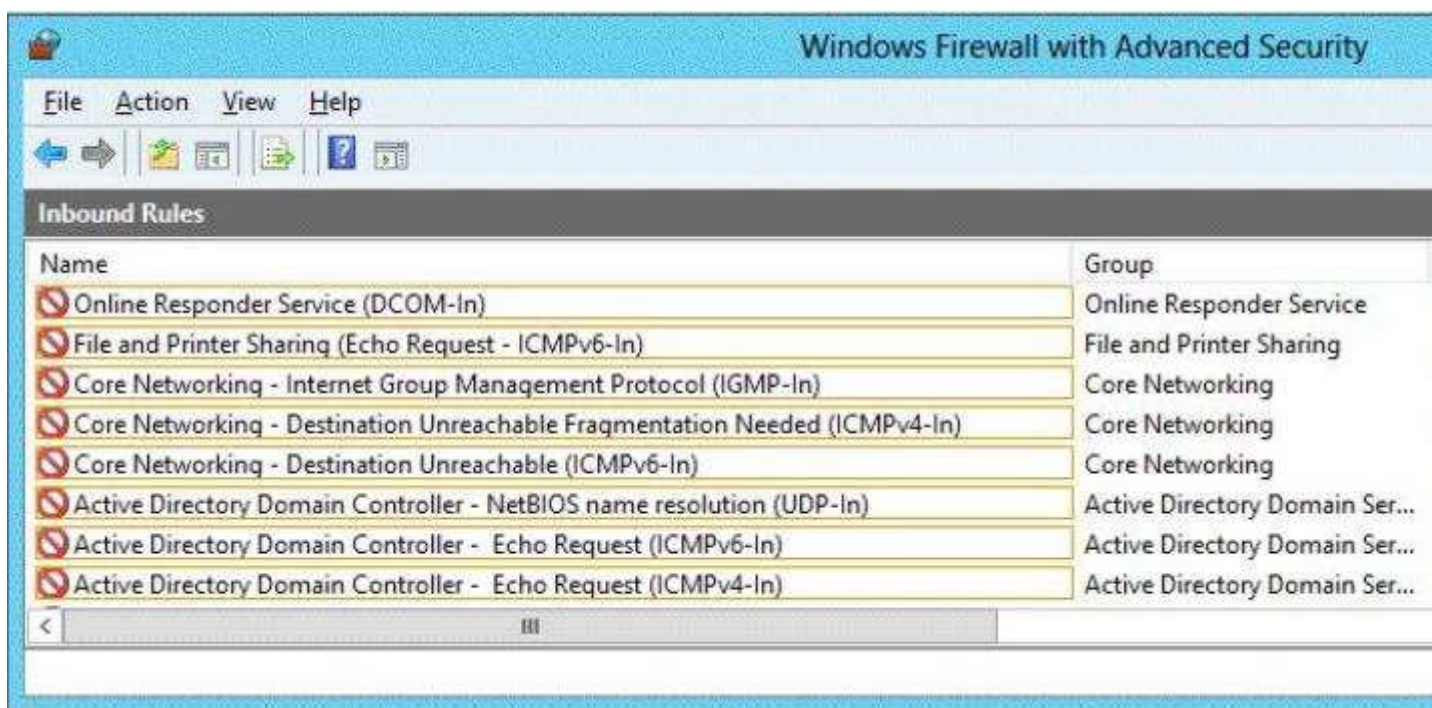 Windows Firewall with Advanced Security
File Action View Help
Inbound Rules
Name Group
Online Responder Service (DCOM-In) Online Responder Service
File and Printer Sharing (Echo Request - ICMPv6-In) File and Printer Sharing
Core Networking - Internet Group Management Protocol (IGMP-In) Core Networking
Core Networking - Destination Unreachable Fragmentation Needed (ICMPv4-In) Core Networking
Core Networking - Destination Unreachable (ICMPv6-In) Core Networking
Active Directory Domain Controller - NetBIOS name resolution (UDP-In) Active Directory Domain Ser...
Active Directory Domain Controller - Echo Request (ICMPv6-In) Active Directory Domain Ser...
Active Directory Domain Controller - Echo Request (ICMPv4-In) Active Directory Domain Ser...